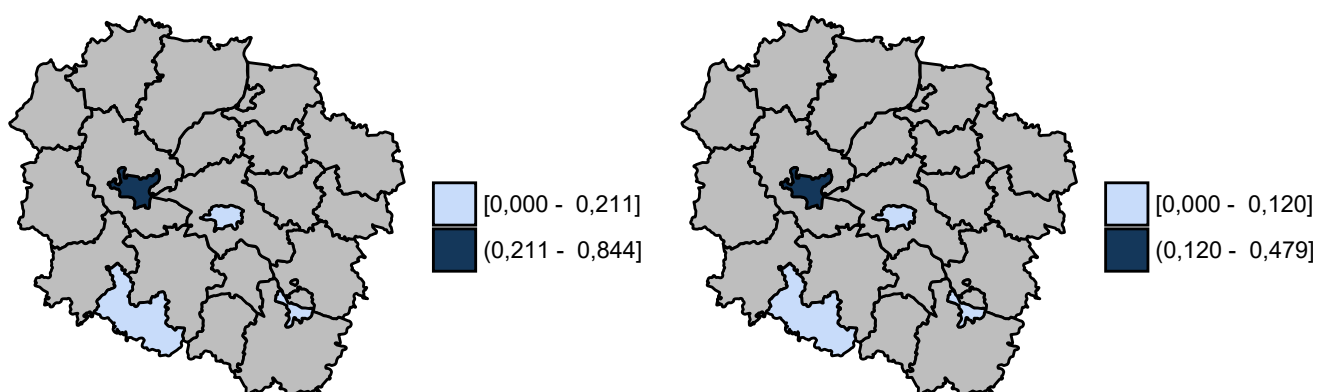 [0,000 - 0,211]
(0,211 - 0,844]
[0,000 - 0,120]
(0,120 - 0,479]